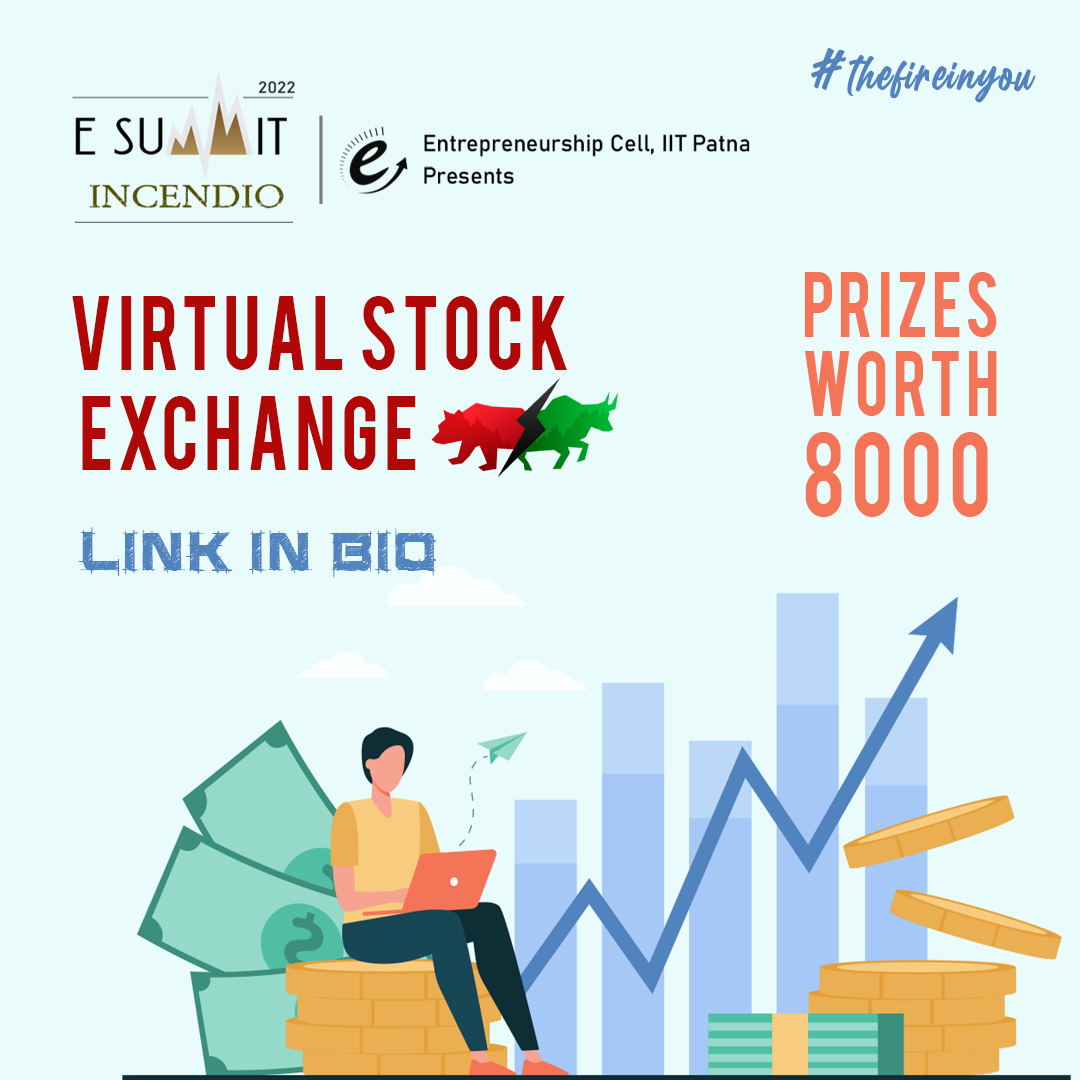 2022
E SUMMIT
INCENDIO
Entrepreneurship Cell, IIT Patna
Presents
#thefireinyou
VIRTUAL STOCK
EXCHANGE
PRIZES
WORTH
8000
LINK IN BIO